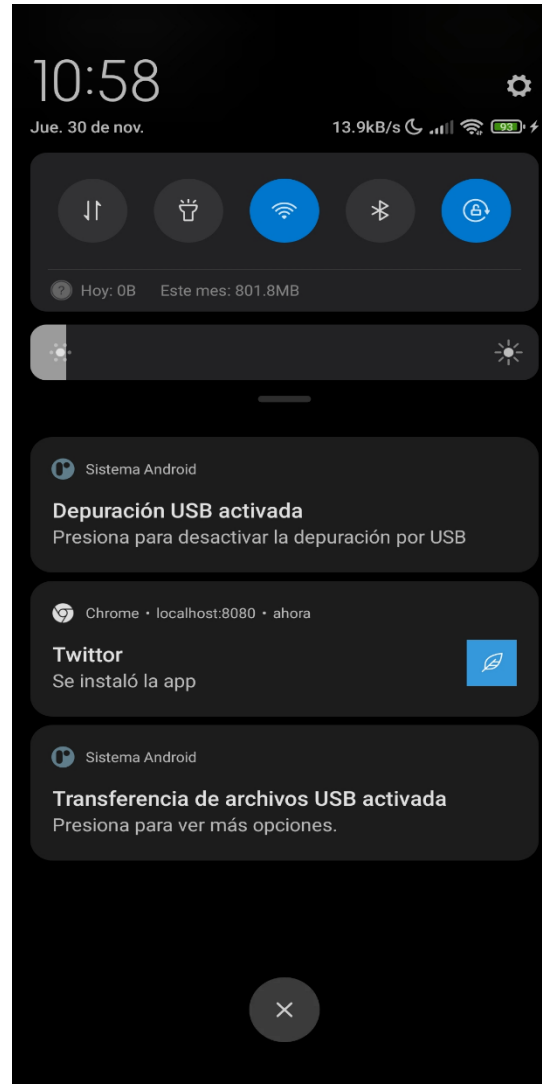 10:58
Jue. 30 de nov.
13.9kB/s 93
Hoy: 0B Este mes: 801.8MB
Sistema Android
Depuración USB activada
Presiona para desactivar la depuración por USB
Chrome • localhost:8080 • ahora
Twittor
Se instaló la app
Sistema Android
Transferencia de archivos USB activada
Presiona para ver más opciones.